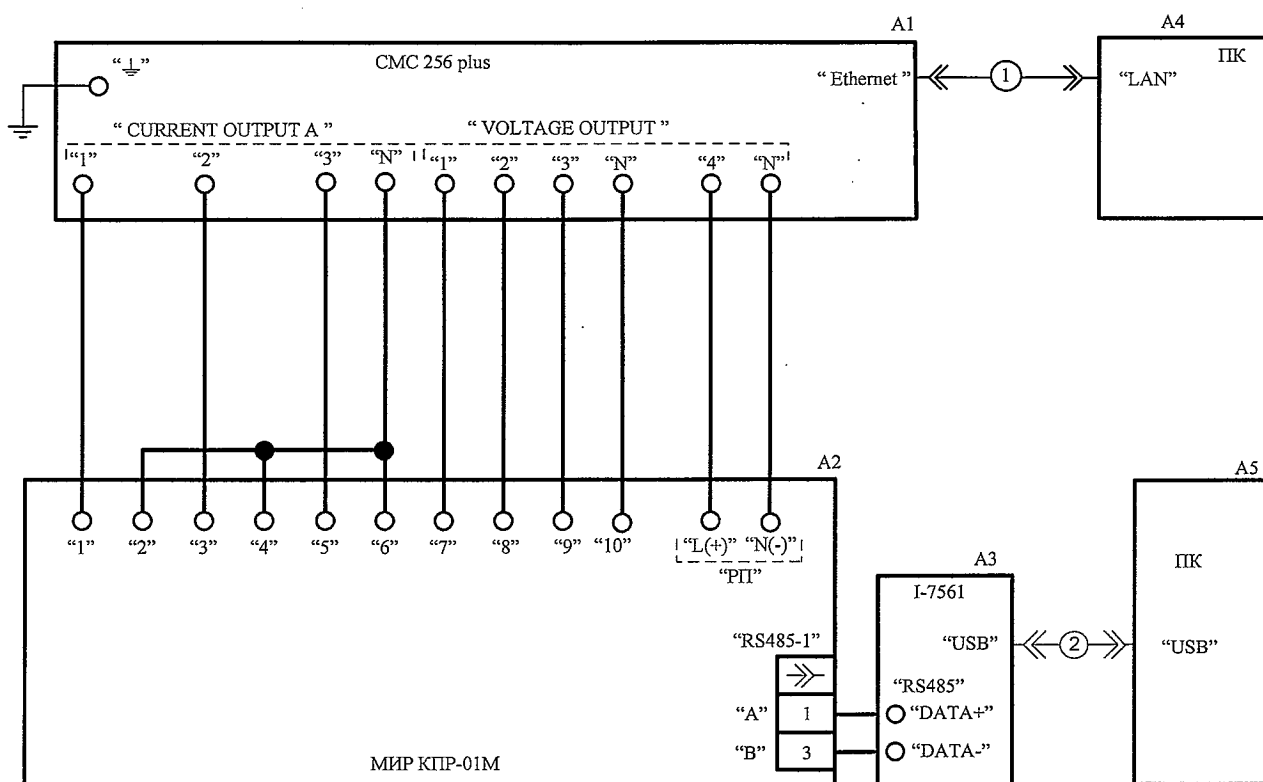 A1
A4
“⏚”
CMC 256 plus
“ Ethernet ”
1
“LAN”
ПК
“ CURRENT OUTPUT A ”
“ VOLTAGE OUTPUT ”
“1” “2” “3” “N” “1” “2” “3” “N” “4” “N”
A2
A5
“1” “2” “3” “4” “5” “6” “7” “8” “9” “10” “L(+)” “N(-)”
“РП”
A3
I-7561
ПК
“RS485-1”
“USB”
2
“USB”
“RS485”
“A” 1 “DATA+”
“B” 3 “DATA-”
МИР КПР-01М